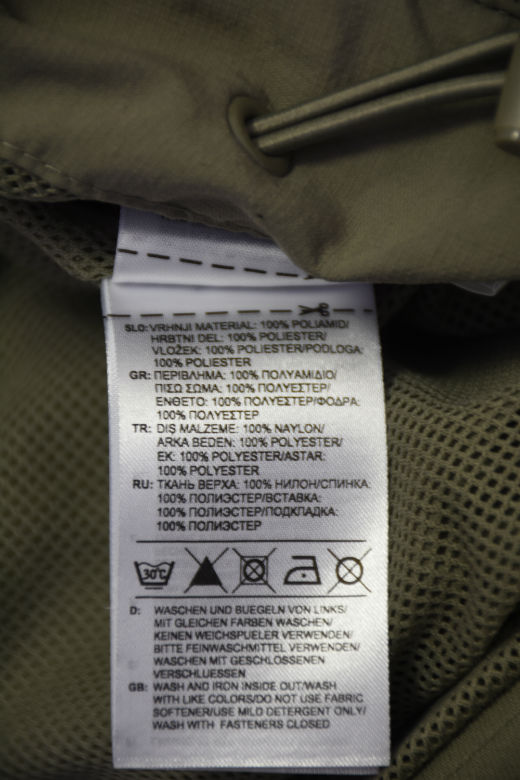 SLO: VRHNJI MATERIAL: 100% POLIAMID/
HRBTNI DEL: 100% POLIESTER/
VLOŽEK: 100% POLIESTER/PODLOGA:
100% POLIESTER
GR: ΠΕΡΙΒΛΗΜΑ: 100% ΠΟΛΥΑΜΙΔΙΟ/
ΠΙΣΩ ΣΩΜΑ: 100% ΠΟΛΥΕΣΤΕΡ/
ΕΝΘΕΤΟ: 100% ΠΟΛΥΕΣΤΕΡ/ΦΟΔΡΑ:
100% ΠΟΛΥΕΣΤΕΡ
TR: DIŞ MALZEME: 100% NAYLON/
ARKA BEDEN: 100% POLYESTER/
EK: 100% POLYESTER/ASTAR:
100% POLYESTER
RU: ТКАНЬ ВЕРХА: 100% НИЛОН/СПИНКА:
100% ПОЛИЭСТЕР/ВСТАВКА:
100% ПОЛИЭСТЕР/ПОДКЛАДКА:
100% ПОЛИЭСТЕР
30°C
D: WASCHEN UND BUEGELN VON LINKS/
MIT GLEICHEN FARBEN WASCHEN/
KEINEN WEICHSPUELER VERWENDEN/
BITTE FEINWASCHMITTEL VERWENDEN/
WASCHEN MIT GESCHLOSSENEN
VERSCHLUESSEN
GB: WASH AND IRON INSIDE OUT/WASH
WITH LIKE COLORS/DO NOT USE FABRIC
SOFTENER/USE MILD DETERGENT ONLY/
WASH WITH FASTENERS CLOSED